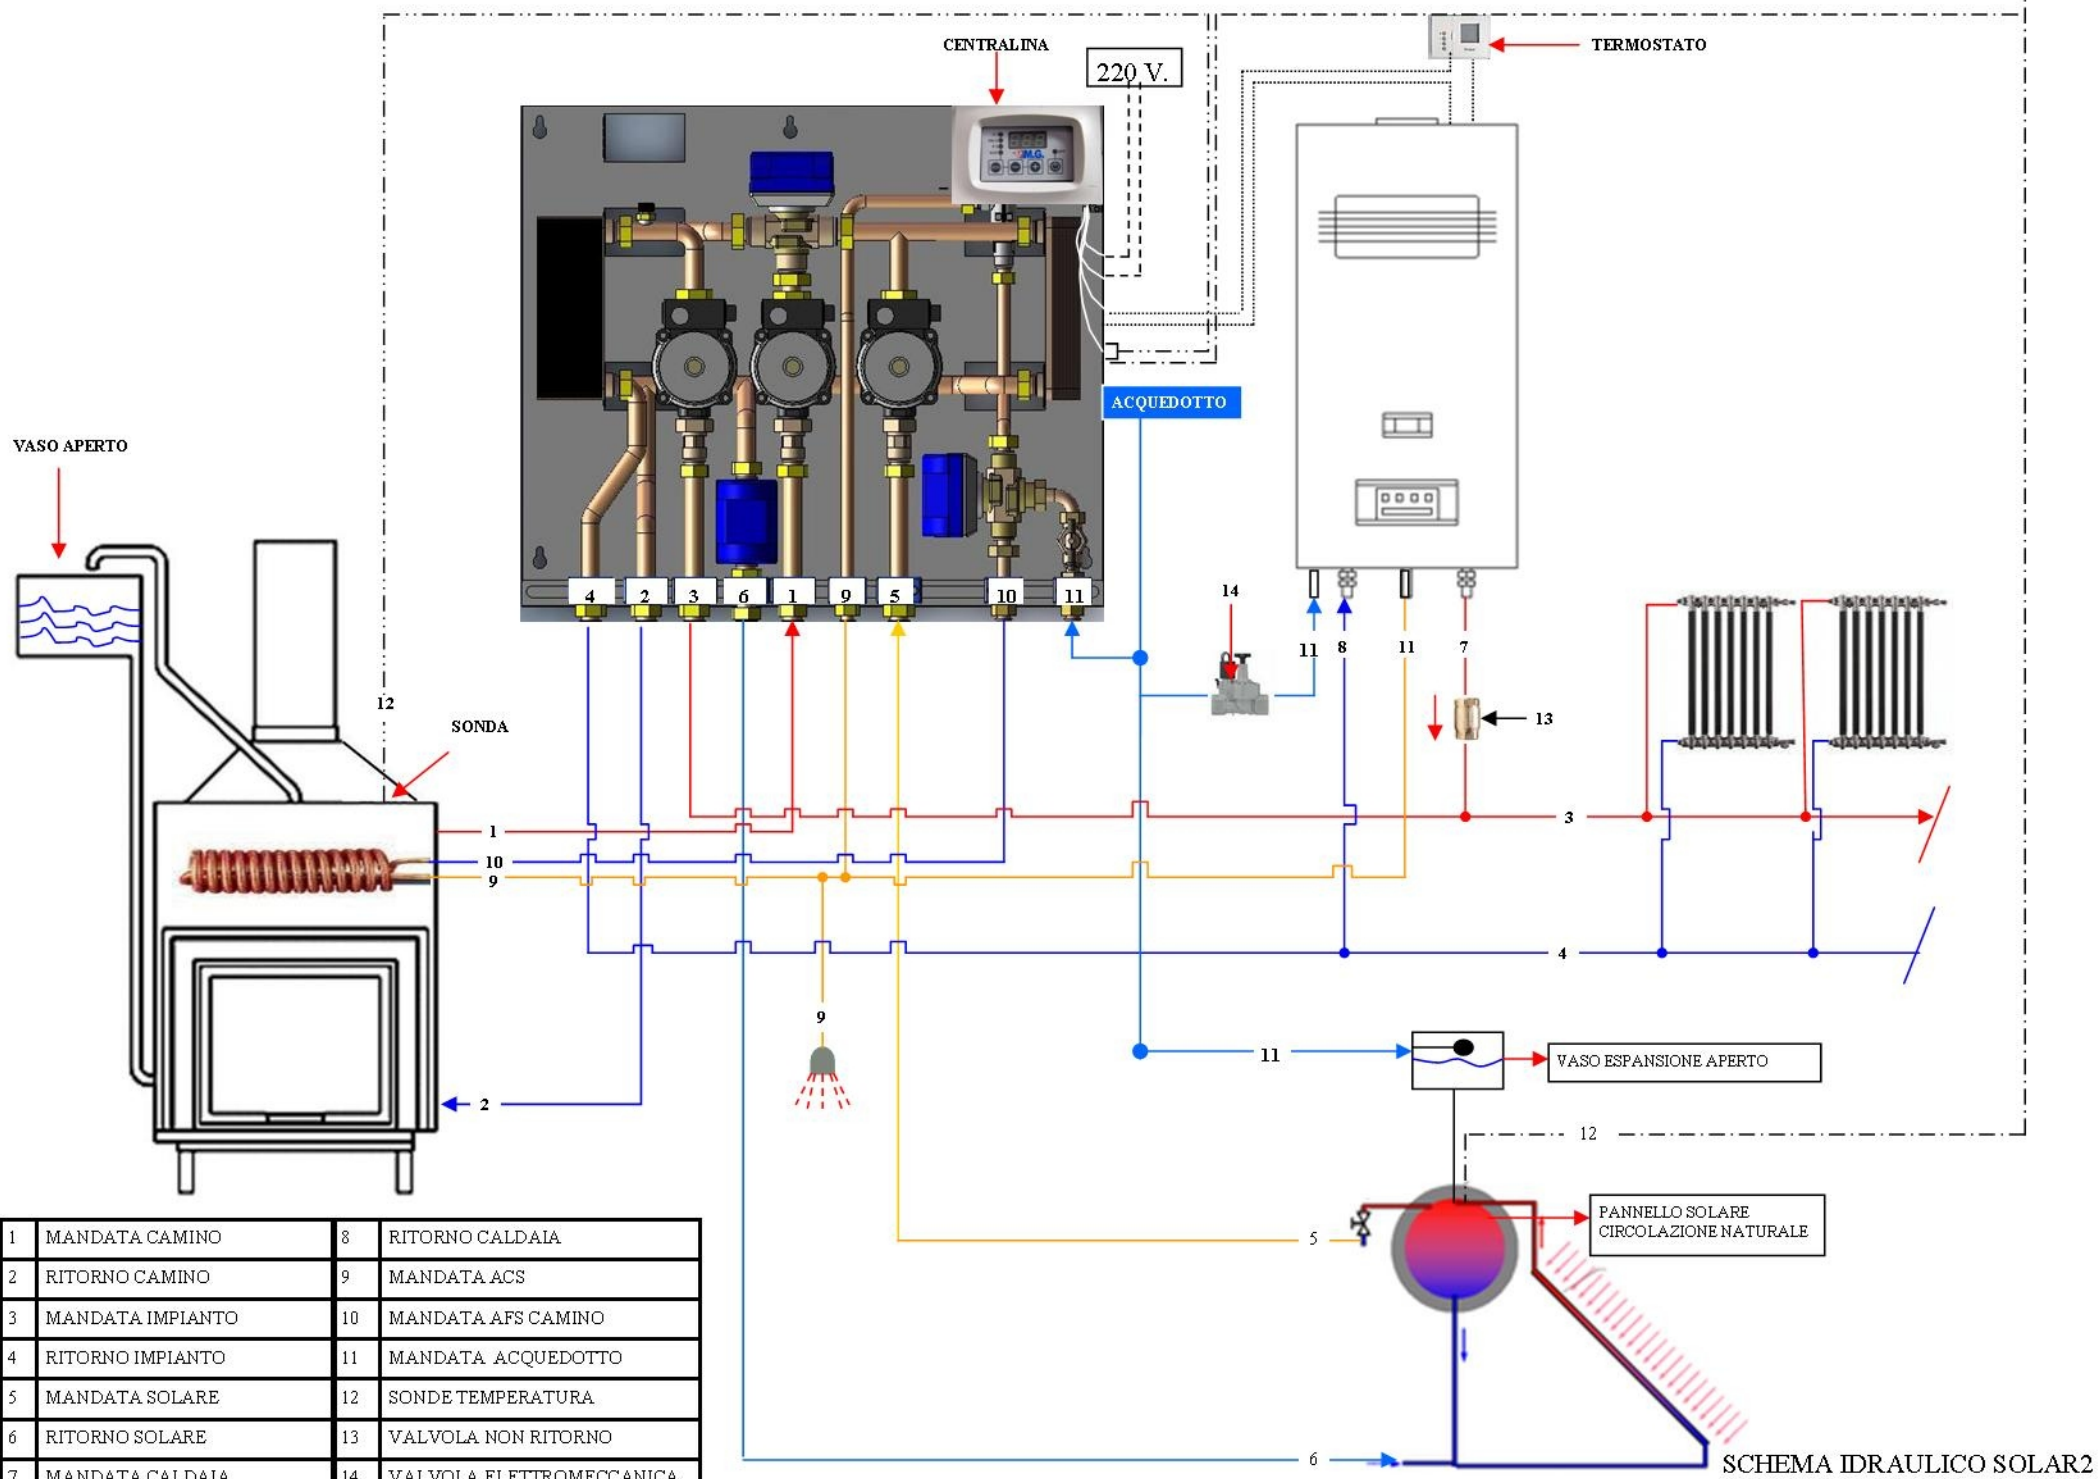 CENTRALINA
220 V.
TERMOSTATO
M.G.
ACQUEDOTTO
VASO APERTO
4 2 3 6 1 9 5 10 11
14
11 8 11 7
12
SONDA
13
1
3
10
9
4
9
11
VASO ESPANSIONE APERTO
2
12
PANNELLO SOLARE
CIRCOLAZIONE NATURALE
5
6
1 MANDATA CAMINO 8 RITORNO CALDAIA
2 RITORNO CAMINO 9 MANDATA ACS
3 MANDATA IMPIANTO 10 MANDATA AFS CAMINO
4 RITORNO IMPIANTO 11 MANDATA ACQUEDOTTO
5 MANDATA SOLARE 12 SONDE TEMPERATURA
6 RITORNO SOLARE 13 VALVOLA NON RITORNO
7 MANDATA CALDAIA 14 VALVOLA ELETTROMECCANICA
SCHEMA IDRAULICO SOLAR2